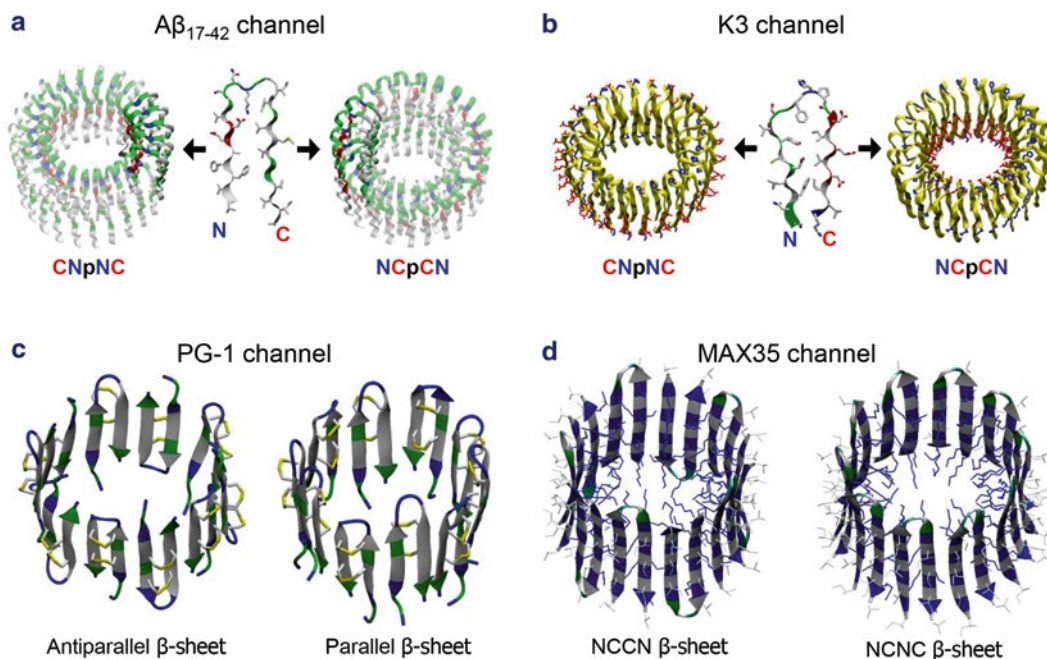 a
Aβ17-42 channel
N
C
CNpNC
NCpCN
b
K3 channel
N
C
CNpNC
NCpCN
c
PG-1 channel
Antiparallel β-sheet
Parallel β-sheet
d
MAX35 channel
NCCN β-sheet
NCNC β-sheet